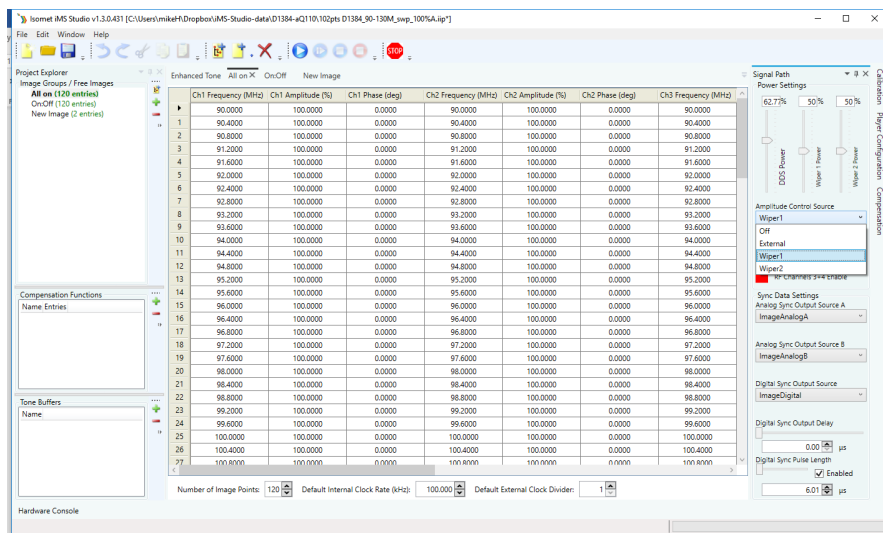 Isomet iMS Studio v1.3.0.431 [C:\Users\mikeH\Dropbox\iMS-Studio-data\D1384-aQ110\102pts D1384_90-130M_swp_100%A.iip*]
File Edit Window Help
STOP
Project Explorer
Image Groups / Free Images
All on (120 entries)
On:Off (120 entries)
New Image (2 entries)
Compensation Functions
Name Entries
Tone Buffers
Name
Enhanced Tone All on On:Off New Image
Ch1 Frequency (MHz) Ch1 Amplitude (%) Ch1 Phase (deg) Ch2 Frequency (MHz) Ch2 Amplitude (%) Ch2 Phase (deg) Ch3 Frequency (MHz)
90.0000 100.0000 0.0000 90.0000 100.0000 0.0000 90.0000
1 90.4000 100.0000 0.0000 90.4000 100.0000 0.0000 90.4000
2 90.8000 100.0000 0.0000 90.8000 100.0000 0.0000 90.8000
3 91.2000 100.0000 0.0000 91.2000 100.0000 0.0000 91.2000
4 91.6000 100.0000 0.0000 91.6000 100.0000 0.0000 91.6000
5 92.0000 100.0000 0.0000 92.0000 100.0000 0.0000 92.0000
6 92.4000 100.0000 0.0000 92.4000 100.0000 0.0000 92.4000
7 92.8000 100.0000 0.0000 92.8000 100.0000 0.0000 92.8000
8 93.2000 100.0000 0.0000 93.2000 100.0000 0.0000 93.2000
9 93.6000 100.0000 0.0000 93.6000 100.0000 0.0000 93.6000
10 94.0000 100.0000 0.0000 94.0000 100.0000 0.0000 94.0000
11 94.4000 100.0000 0.0000 94.4000 100.0000 0.0000 94.4000
12 94.8000 100.0000 0.0000 94.8000 100.0000 0.0000 94.8000
13 95.2000 100.0000 0.0000 95.2000 100.0000 0.0000 95.2000
14 95.6000 100.0000 0.0000 95.6000 100.0000 0.0000 95.6000
15 96.0000 100.0000 0.0000 96.0000 100.0000 0.0000 96.0000
16 96.4000 100.0000 0.0000 96.4000 100.0000 0.0000 96.4000
17 96.8000 100.0000 0.0000 96.8000 100.0000 0.0000 96.8000
18 97.2000 100.0000 0.0000 97.2000 100.0000 0.0000 97.2000
19 97.6000 100.0000 0.0000 97.6000 100.0000 0.0000 97.6000
20 98.0000 100.0000 0.0000 98.0000 100.0000 0.0000 98.0000
21 98.4000 100.0000 0.0000 98.4000 100.0000 0.0000 98.4000
22 98.8000 100.0000 0.0000 98.8000 100.0000 0.0000 98.8000
23 99.2000 100.0000 0.0000 99.2000 100.0000 0.0000 99.2000
24 99.6000 100.0000 0.0000 99.6000 100.0000 0.0000 99.6000
25 100.0000 100.0000 0.0000 100.0000 100.0000 0.0000 100.0000
26 100.4000 100.0000 0.0000 100.4000 100.0000 0.0000 100.4000
27 100.8000 100.0000 0.0000 100.8000 100.0000 0.0000 100.8000
Number of Image Points: 120 Default Internal Clock Rate (kHz): 100.000 Default External Clock Divider: 1
Signal Path
Power Settings
62.77% 50 % 50 %
DDS Power
Wiper 1 Power
Wiper 2 Power
Amplitude Control Source
Wiper1
Off
External
Wiper1
Wiper2
RF Channels 3+4 Enable
Sync Data Settings
Analog Sync Output Source A
ImageAnalogA
Analog Sync Output Source B
ImageAnalogB
Digital Sync Output Source
ImageDigital
Digital Sync Output Delay
0.00 µs
Digital Sync Pulse Length
Enabled
6.01 µs
Calibration
Player Configuration
Compensation
Hardware Console